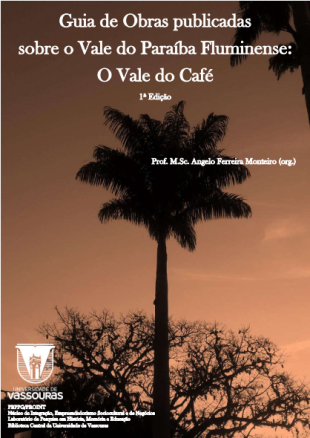 Guia de Obras publicadas
sobre o Vale do Paraíba Fluminense:
O Vale do Café
1ª Edição
Prof. M.Sc. Angelo Ferreira Monteiro (org.)
UNIVERSIDADE DE
VASSOURAS
PRPPG/PROINT
Núcleo de Integração, Empreendedorismo Sociocultural e de Negócios
Laboratório de Pesquisa em História, Memória e Educação
Biblioteca Central da Universidade de Vassouras